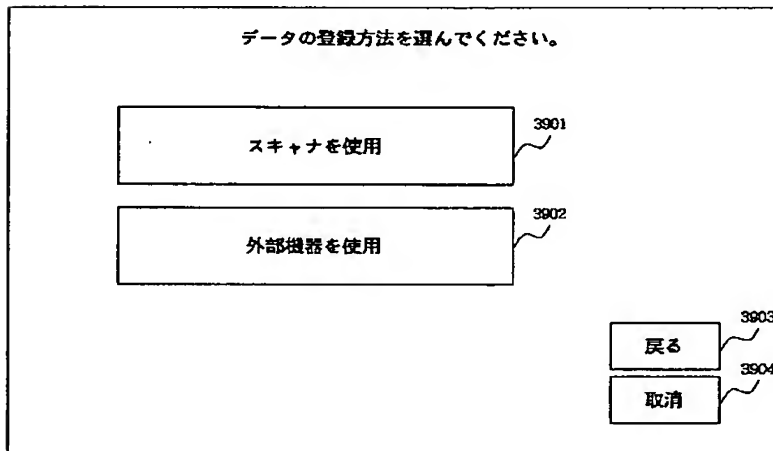 データの登録方法を選んでください。
スキャナを使用
3901
外部機器を使用
3902
戻る
3903
取消
3904